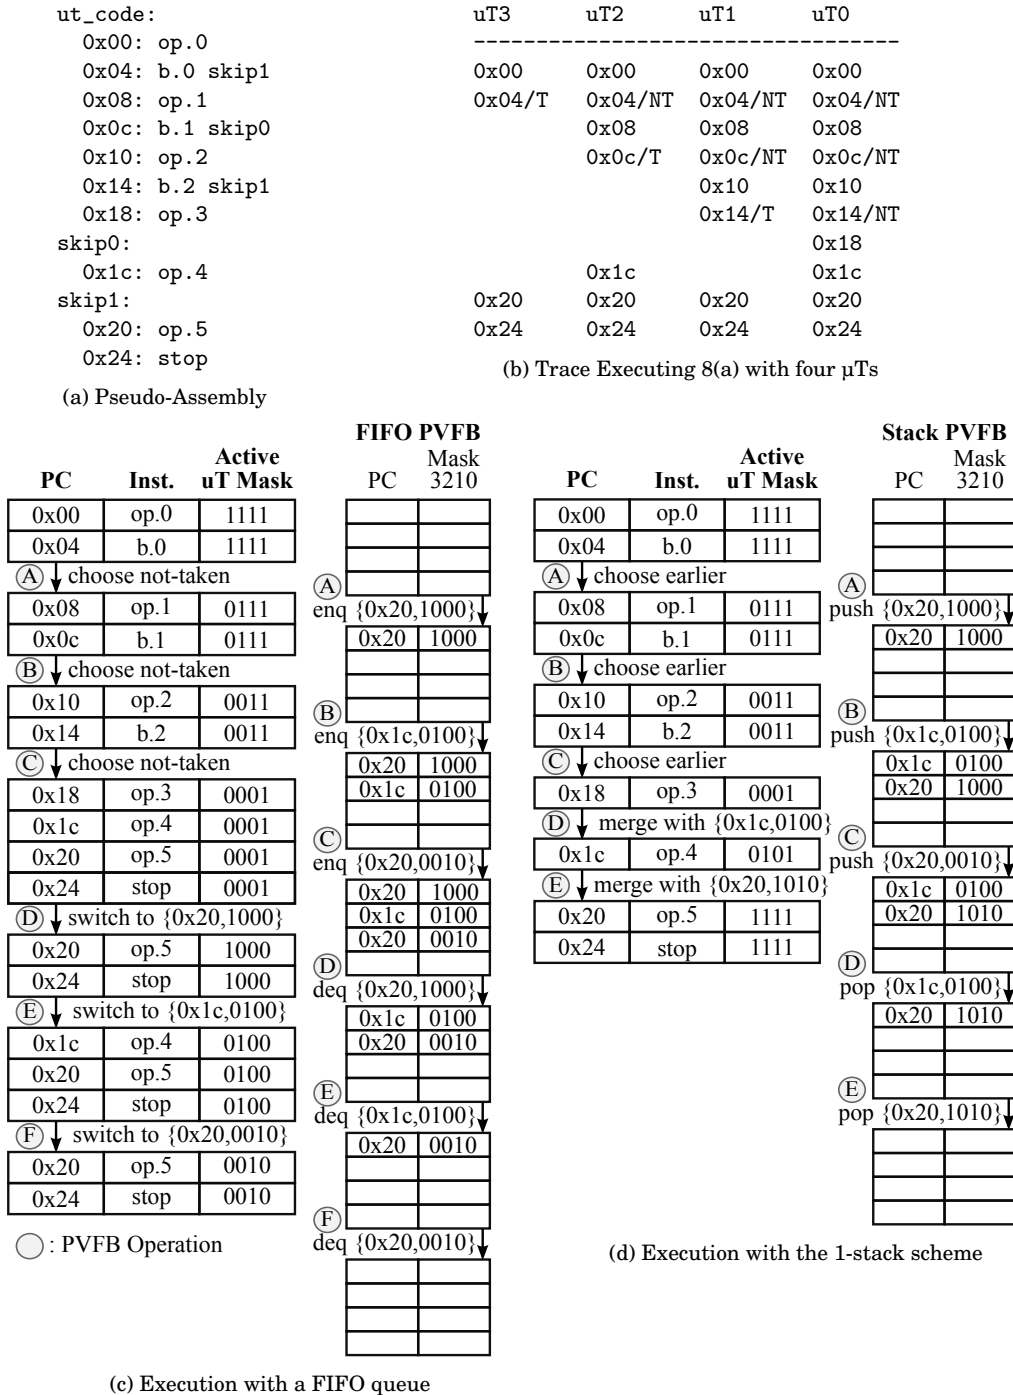 ut_code:
0x00: op.0
0x04: b.0 skip1
0x08: op.1
0x0c: b.1 skip0
0x10: op.2
0x14: b.2 skip1
0x18: op.3
skip0:
0x1c: op.4
skip1:
0x20: op.5
0x24: stop
(a) Pseudo-Assembly
uT3 uT2 uT1 uT0
----------------------------------
0x00 0x00 0x00 0x00
0x04/T 0x04/NT 0x04/NT 0x04/NT
0x08 0x08 0x08
0x0c/T 0x0c/NT 0x0c/NT
0x10 0x10
0x14/T 0x14/NT
0x18
0x1c 0x1c
0x20 0x20 0x20 0x20
0x24 0x24 0x24 0x24
(b) Trace Executing 8(a) with four µTs
PC Inst. Active uT Mask
0x00 op.0 1111
0x04 b.0 1111
A choose not-taken
0x08 op.1 0111
0x0c b.1 0111
B choose not-taken
0x10 op.2 0011
0x14 b.2 0011
C choose not-taken
0x18 op.3 0001
0x1c op.4 0001
0x20 op.5 0001
0x24 stop 0001
D switch to {0x20,1000}
0x20 op.5 1000
0x24 stop 1000
E switch to {0x1c,0100}
0x1c op.4 0100
0x20 op.5 0100
0x24 stop 0100
F switch to {0x20,0010}
0x20 op.5 0010
0x24 stop 0010
: PVFB Operation
FIFO PVFB
Mask
PC 3210
A
enq {0x20,1000}
0x20 1000
B
enq {0x1c,0100}
0x20 1000
0x1c 0100
C
enq {0x20,0010}
0x20 1000
0x1c 0100
0x20 0010
D
deq {0x20,1000}
0x1c 0100
0x20 0010
E
deq {0x1c,0100}
0x20 0010
F
deq {0x20,0010}
(c) Execution with a FIFO queue
PC Inst. Active uT Mask
0x00 op.0 1111
0x04 b.0 1111
A choose earlier
0x08 op.1 0111
0x0c b.1 0111
B choose earlier
0x10 op.2 0011
0x14 b.2 0011
C choose earlier
0x18 op.3 0001
D merge with {0x1c,0100}
0x1c op.4 0101
E merge with {0x20,1010}
0x20 op.5 1111
0x24 stop 1111
Stack PVFB
Mask
PC 3210
A
push {0x20,1000}
0x20 1000
B
push {0x1c,0100}
0x1c 0100
0x20 1000
C
push {0x20,0010}
0x1c 0100
0x20 1010
D
pop {0x1c,0100}
0x20 1010
E
pop {0x20,1010}
(d) Execution with the 1-stack scheme